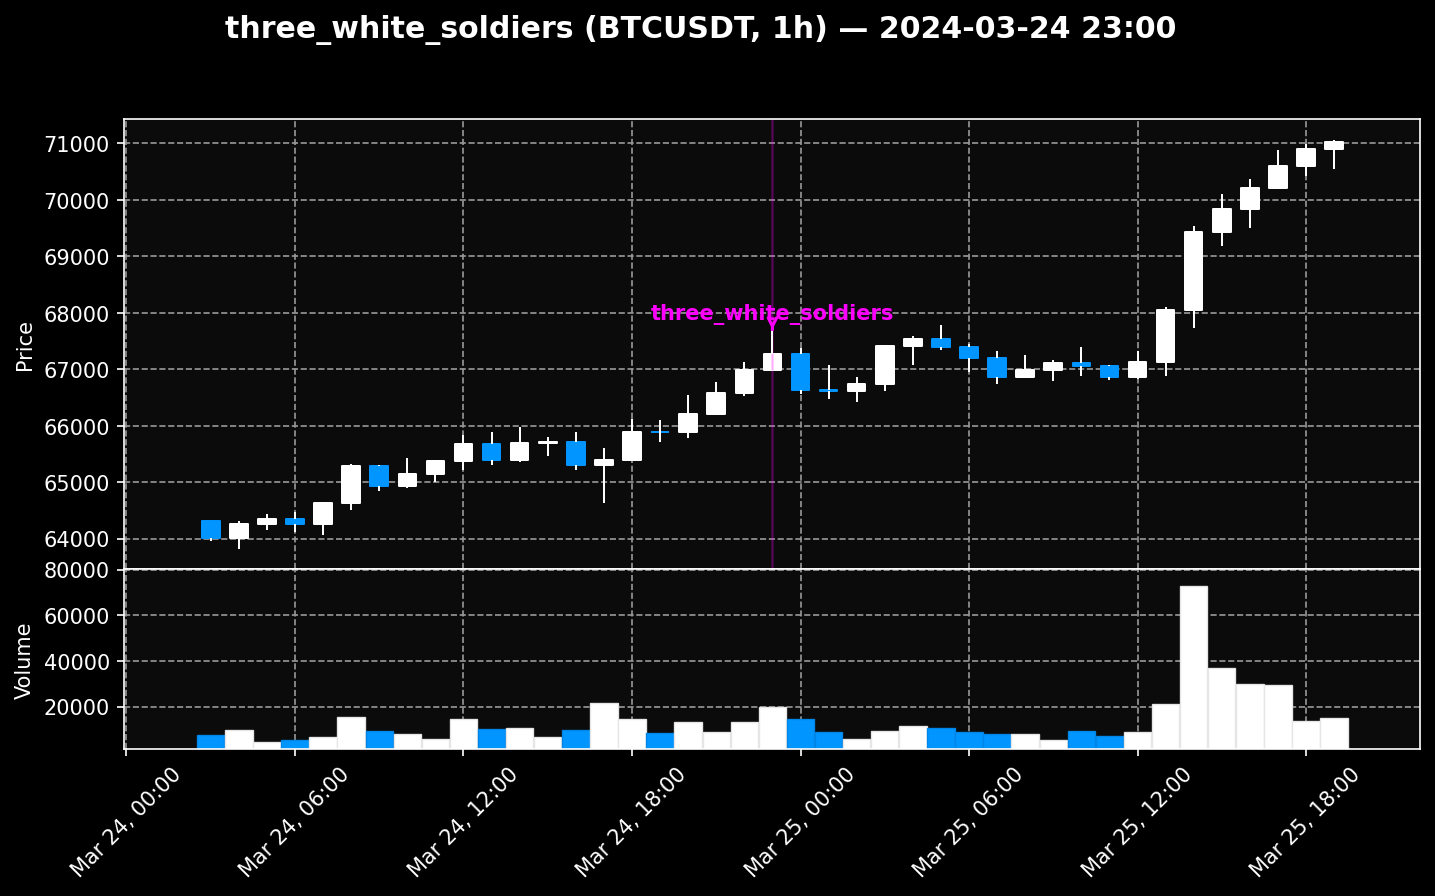 three_white_soldiers (BTCUSDT, 1h) — 2024-03-24 23:00
71000
70000
69000
68000
67000
66000
65000
64000
Price
three_white_soldiers
80000
60000
40000
20000
Volume
Mar 24, 00:00
Mar 24, 06:00
Mar 24, 12:00
Mar 24, 18:00
Mar 25, 00:00
Mar 25, 06:00
Mar 25, 12:00
Mar 25, 18:00